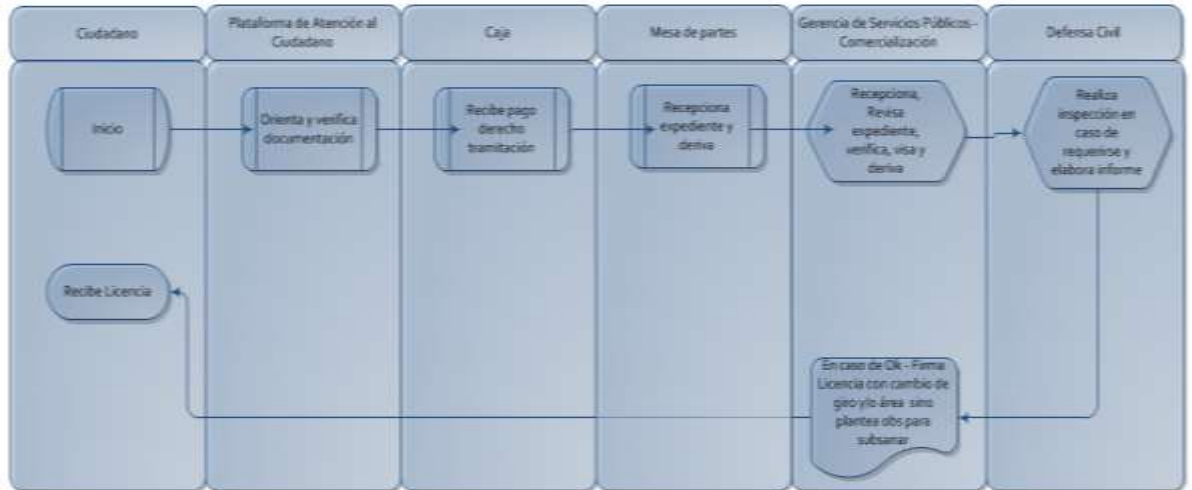 Ciudadano
Plataforma de Atención al
Ciudadano
Caja
Mesa de partes
Gerencia de Servicios Públicos -
Comercialización
Defensa Civil
Inicio
Orienta y verifica
documentación
Recibe pago
derecho
tramitación
Recepciona
expediente y
deriva
Recepciona,
Revisa
expediente,
verifica, visa y
deriva
Realiza
inspección en
caso de
requerirse y
elabora informe
Recibe Licencia
En caso de Ok - Firma
Licencia con cambio de
giro y/o área sino
plantea obs para
subsanar